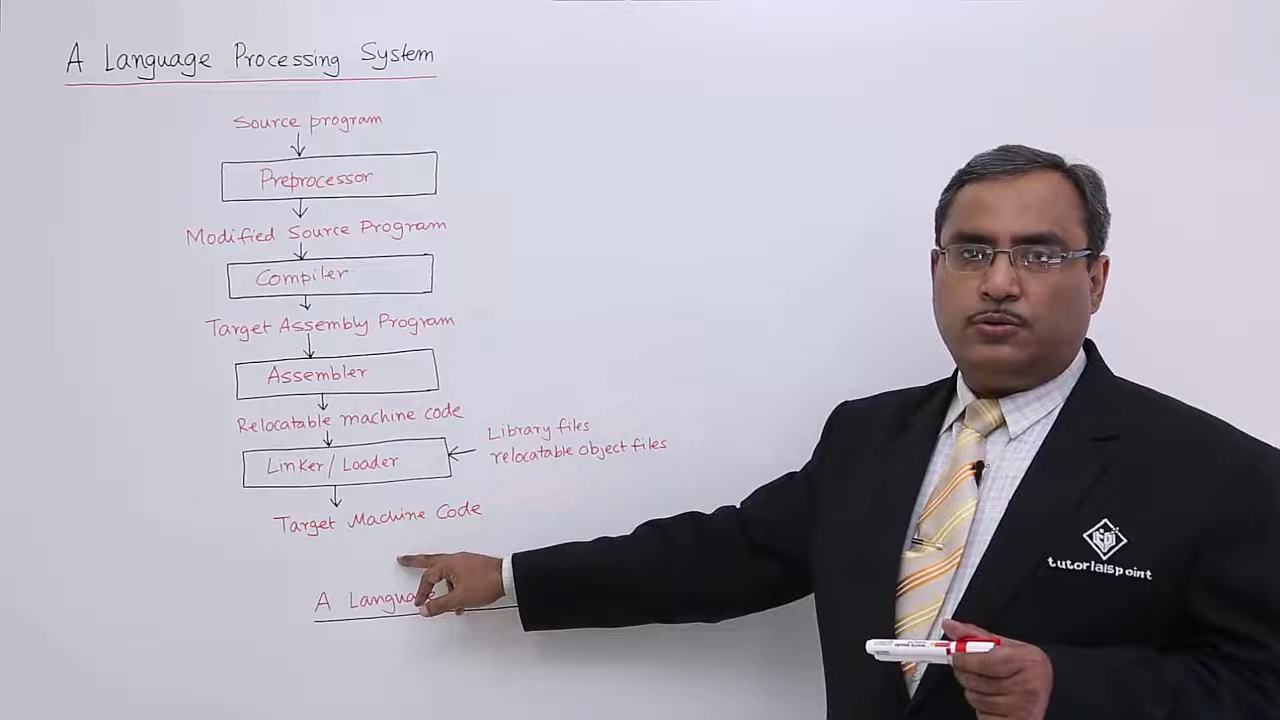 A Language Processing System
Source program
Preprocessor
Modified Source Program
Compiler
Target Assembly Program
Assembler
Relocatable machine code
Library files
relocatable object files
Linker/Loader
Target Machine Code
A
tutorialspoint